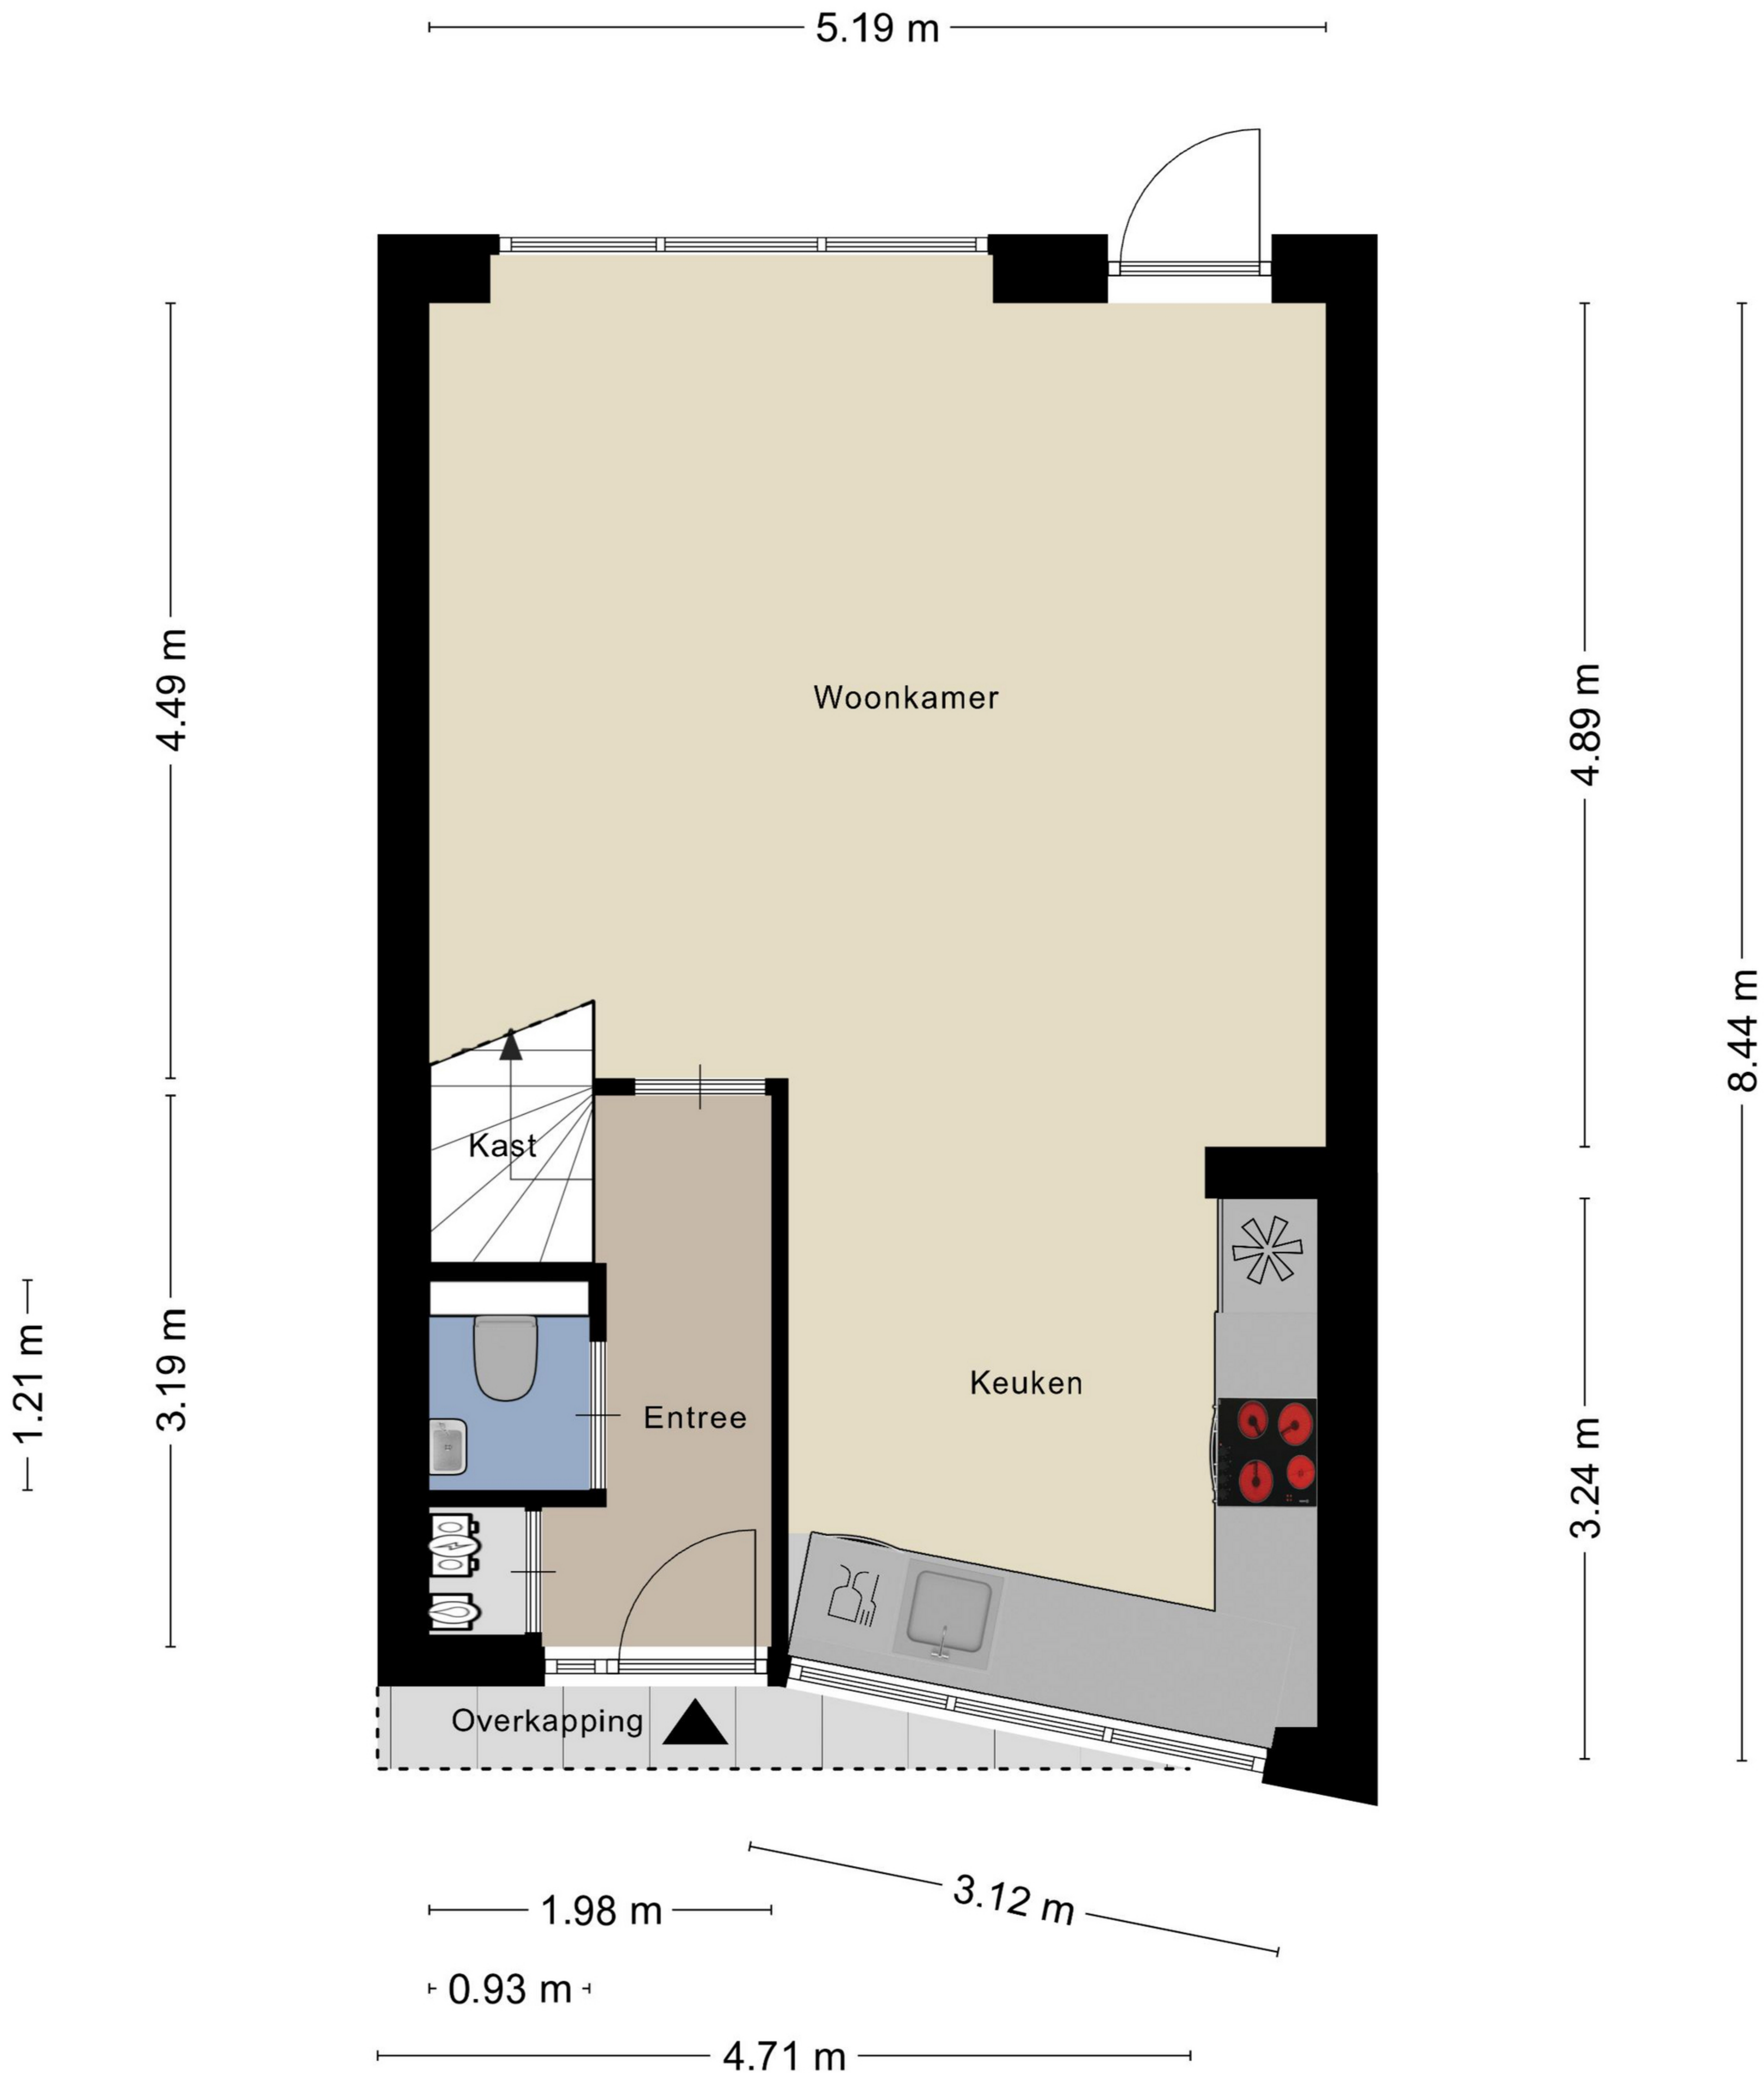 5.19 m
Woonkamer
4.49 m
4.89 m
8.44 m
Kast
1.21 m
3.19 m
Entree
Keuken
3.24 m
Overkapping
1.98 m
3.12 m
0.93 m
4.71 m